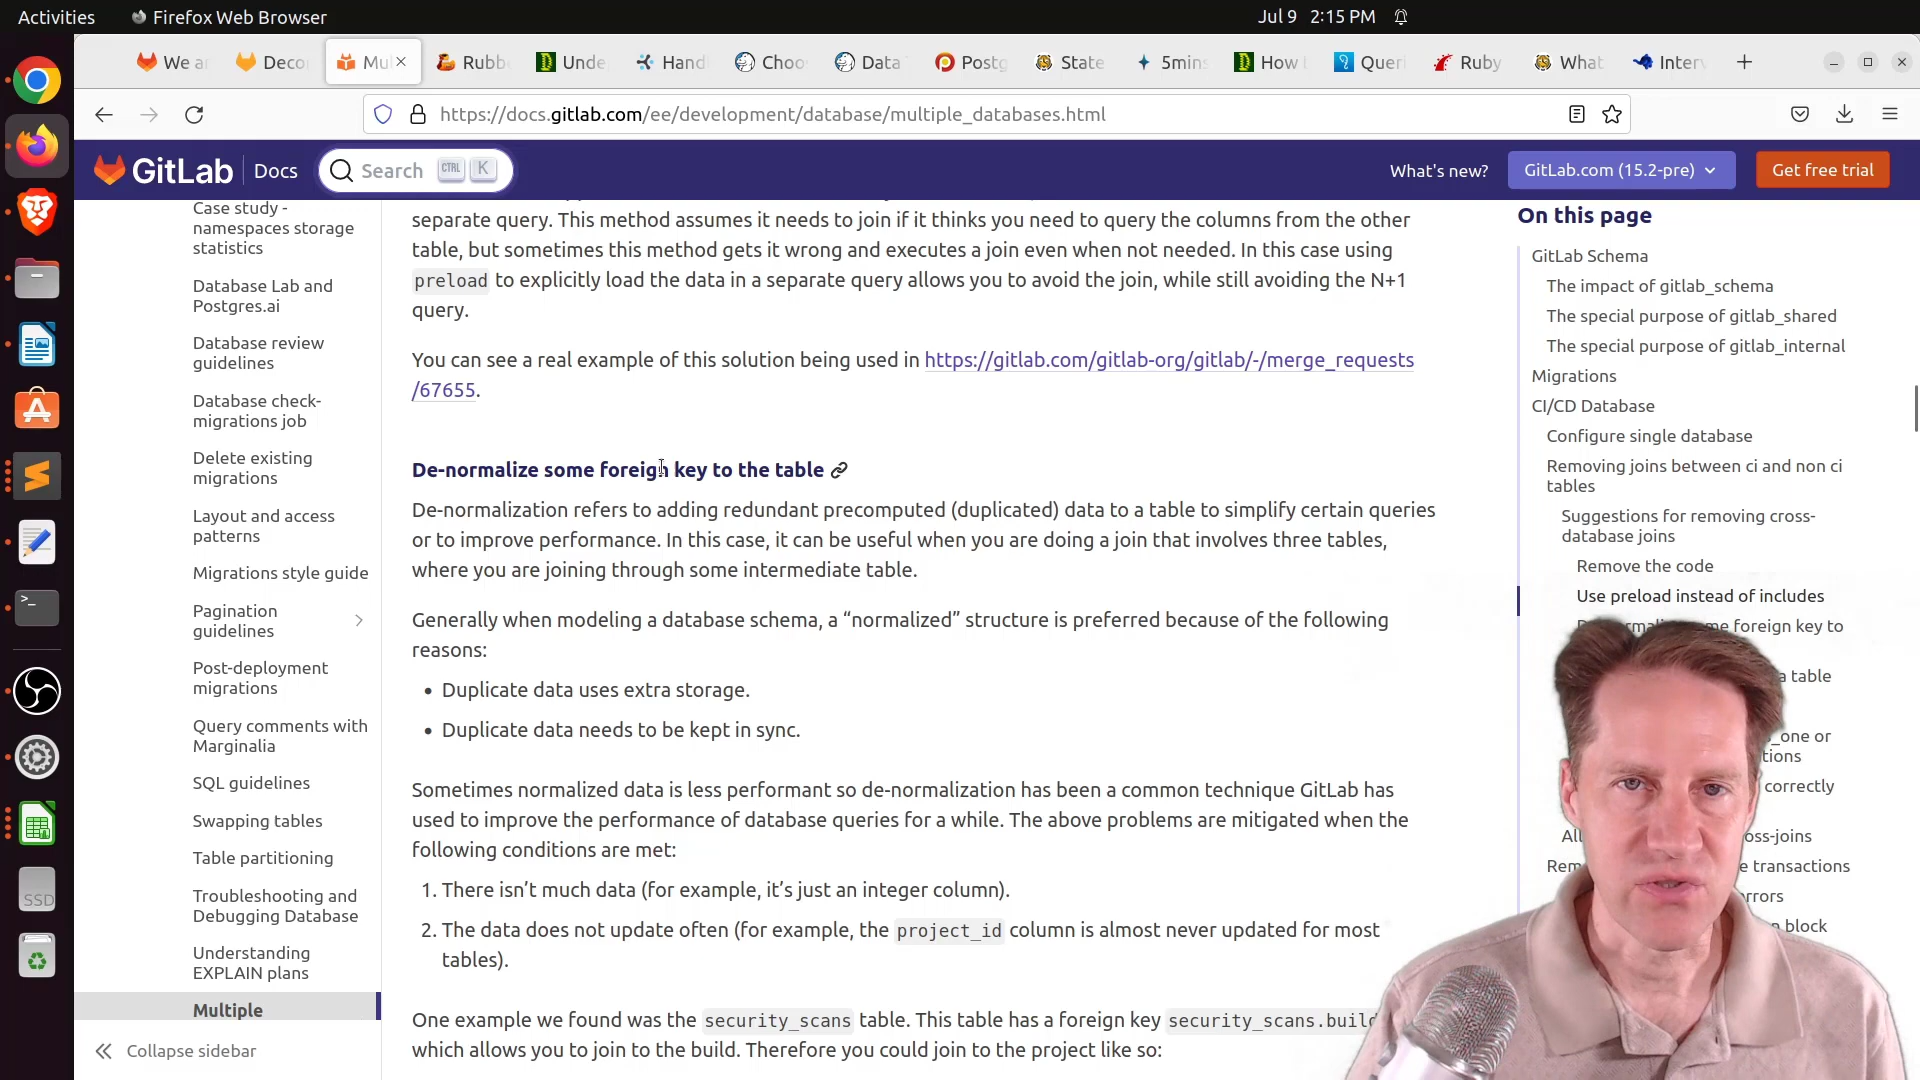 Activities
Firefox Web Browser
Jul 9 2:15 PM
We a
Deco
Mul
Rubb
Unde
Handl
Choo
Data
Postg
State
5mins
How
Quer
Ruby
What
Interv
https://docs.gitlab.com/ee/development/database/multiple_databases.html
GitLab Docs
Search CTRL K
What's new?
GitLab.com (15.2-pre)
Get free trial
Case study -
namespaces storage
statistics
Database Lab and
Postgres.ai
Database review
guidelines
Database check-
migrations job
Delete existing
migrations
Layout and access
patterns
Migrations style guide
Pagination
guidelines
Post-deployment
migrations
Query comments with
Marginalia
SQL guidelines
Swapping tables
Table partitioning
Troubleshooting and
Debugging Database
Understanding
EXPLAIN plans
Multiple
Collapse sidebar
separate query. This method assumes it needs to join if it thinks you need to query the columns from the other
table, but sometimes this method gets it wrong and executes a join even when not needed. In this case using
preload to explicitly load the data in a separate query allows you to avoid the join, while still avoiding the N+1
query.
You can see a real example of this solution being used in https://gitlab.com/gitlab-org/gitlab/-/merge_requests
/67655.
De-normalize some foreign key to the table
De-normalization refers to adding redundant precomputed (duplicated) data to a table to simplify certain queries
or to improve performance. In this case, it can be useful when you are doing a join that involves three tables,
where you are joining through some intermediate table.
Generally when modeling a database schema, a “normalized” structure is preferred because of the following
reasons:
• Duplicate data uses extra storage.
• Duplicate data needs to be kept in sync.
Sometimes normalized data is less performant so de-normalization has been a common technique GitLab has
used to improve the performance of database queries for a while. The above problems are mitigated when the
following conditions are met:
1. There isn’t much data (for example, it’s just an integer column).
2. The data does not update often (for example, the project_id column is almost never updated for most
tables).
One example we found was the security_scans table. This table has a foreign key security_scans.build
which allows you to join to the build. Therefore you could join to the project like so:
On this page
GitLab Schema
The impact of gitlab_schema
The special purpose of gitlab_shared
The special purpose of gitlab_internal
Migrations
CI/CD Database
Configure single database
Removing joins between ci and non ci
tables
Suggestions for removing cross-
database joins
Remove the code
Use preload instead of includes
foreign key to
a table
_one or
tions
correctly
All
oss-joins
Rem
e transactions
rrors
block
SSD